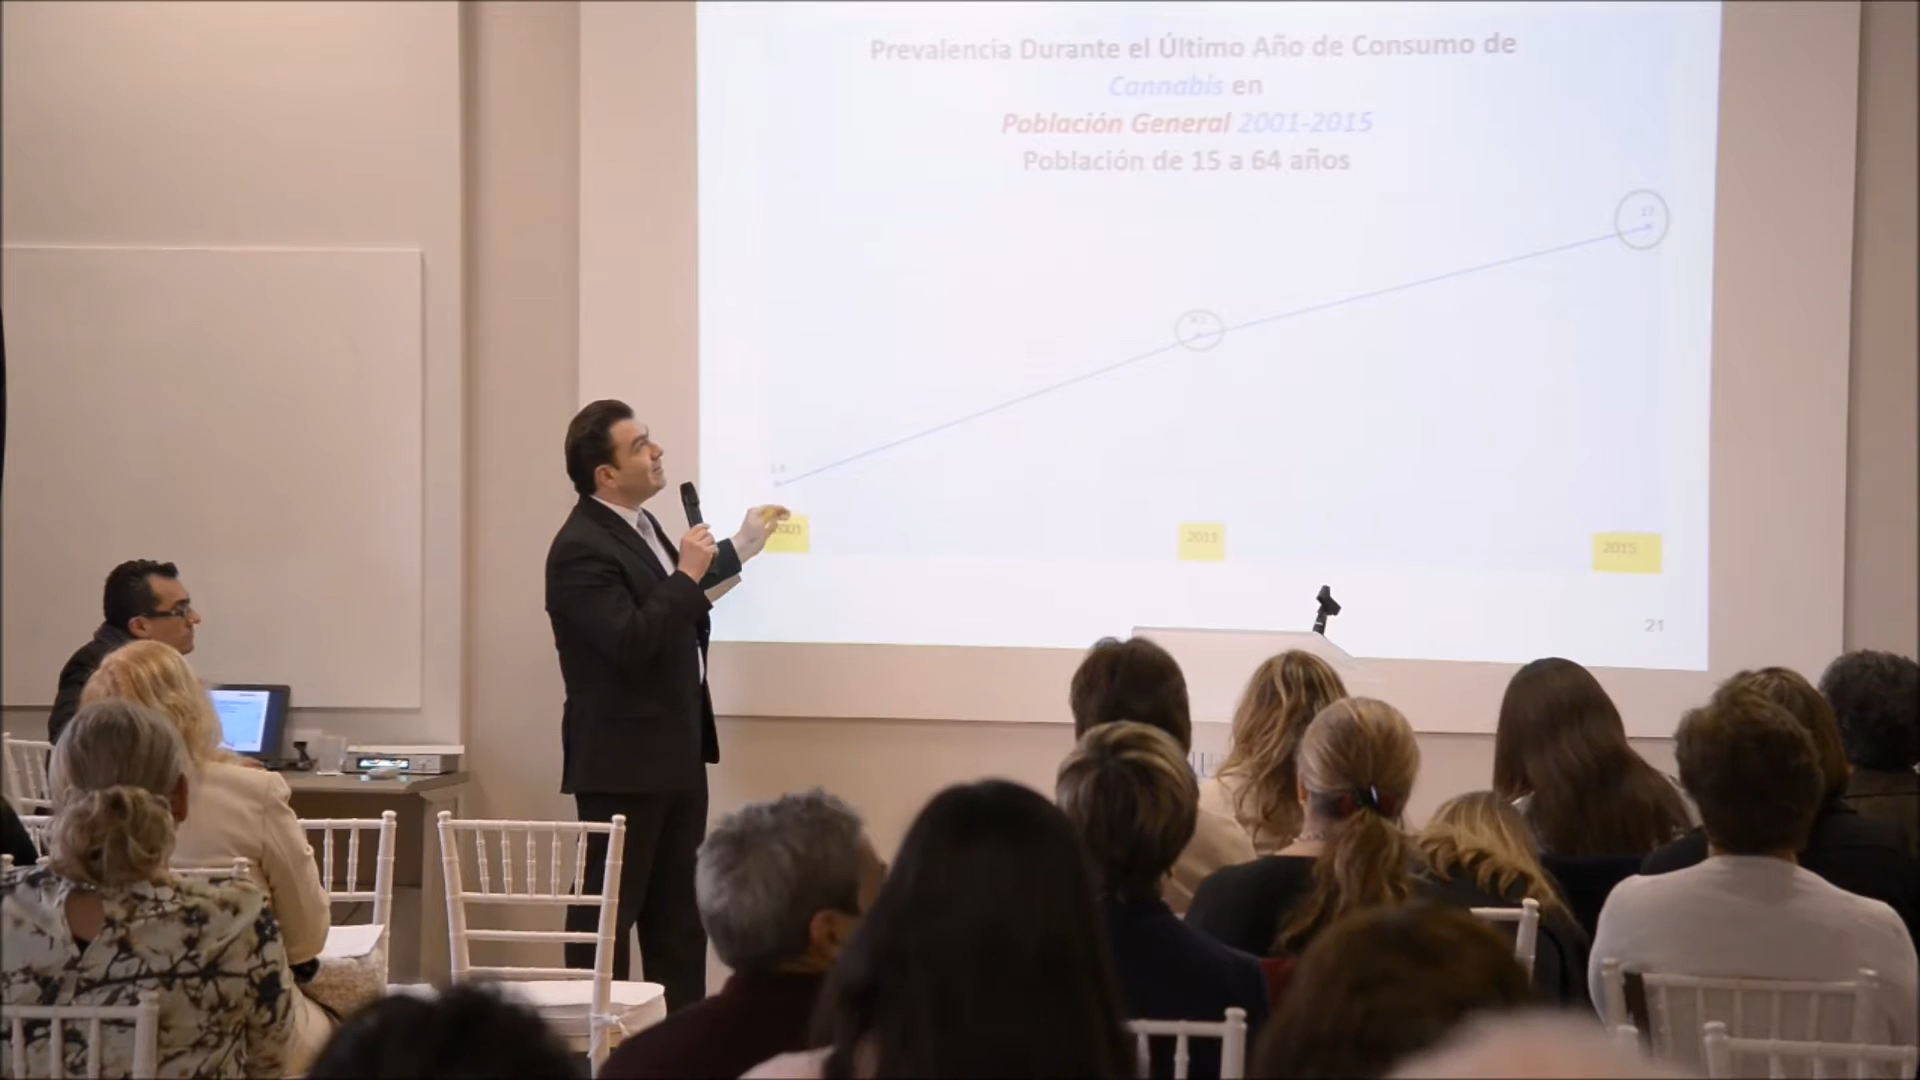 Prevalencia Durante el Último Año de Consumo de
Cannabis en
Población General 2001-2015
Población de 15 a 64 años
2001
2011
2015
21